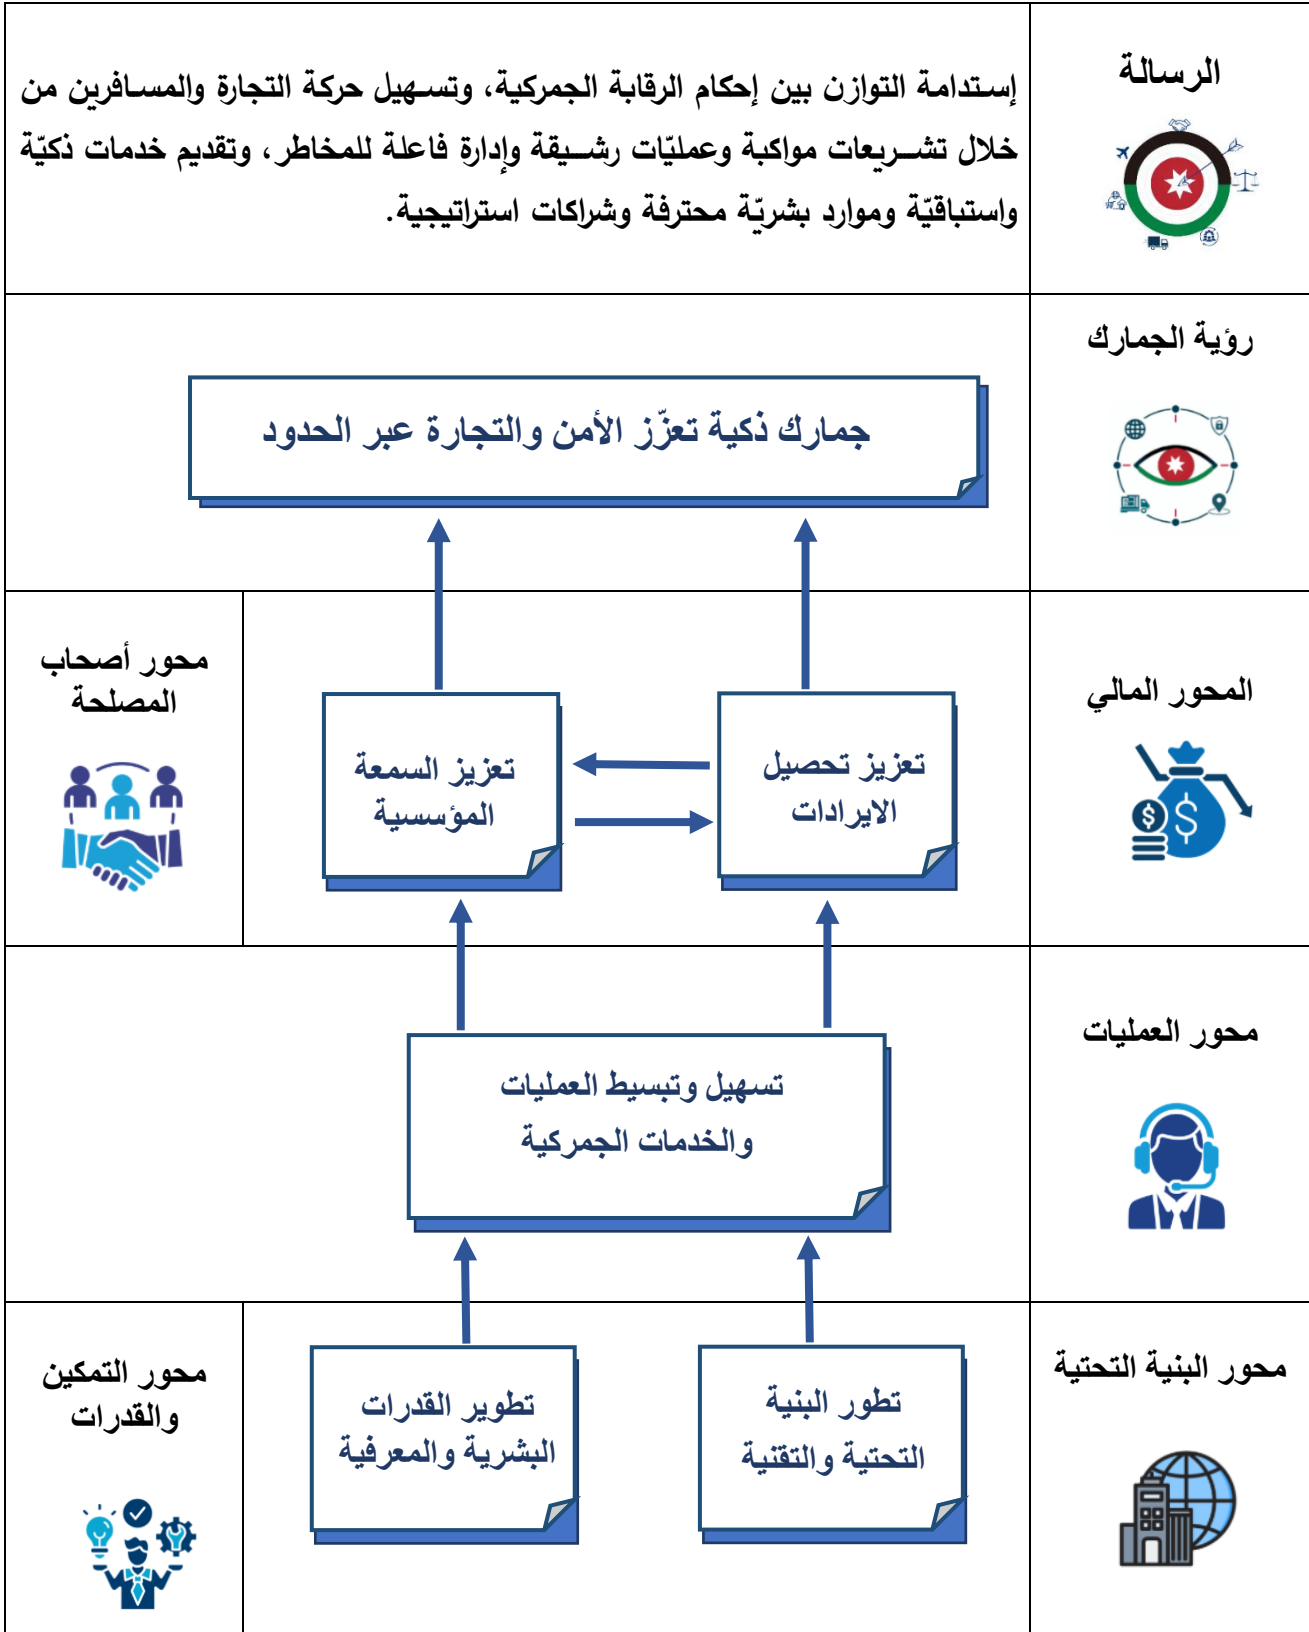 الرسالة
إستدامة التوازن بين إحكام الرقابة الجمركية، وتسهيل حركة التجارة والمسافرين من
خلال تشريعات مواكبة وعمليّات رشيقة وإدارة فاعلة للمخاطر، وتقديم خدمات ذكيّة
واستباقيّة وموارد بشريّة محترفة وشراكات استراتيجية.
رؤية الجمارك
جمارك ذكية تعزّز الأمن والتجارة عبر الحدود
المحور المالي
تعزيز تحصيل
الايرادات
تعزيز السمعة
المؤسسية
محور أصحاب
المصلحة
محور العمليات
تسهيل وتبسيط العمليات
والخدمات الجمركية
محور البنية التحتية
تطور البنية
التحتية والتقنية
تطوير القدرات
البشرية والمعرفية
محور التمكين
والقدرات